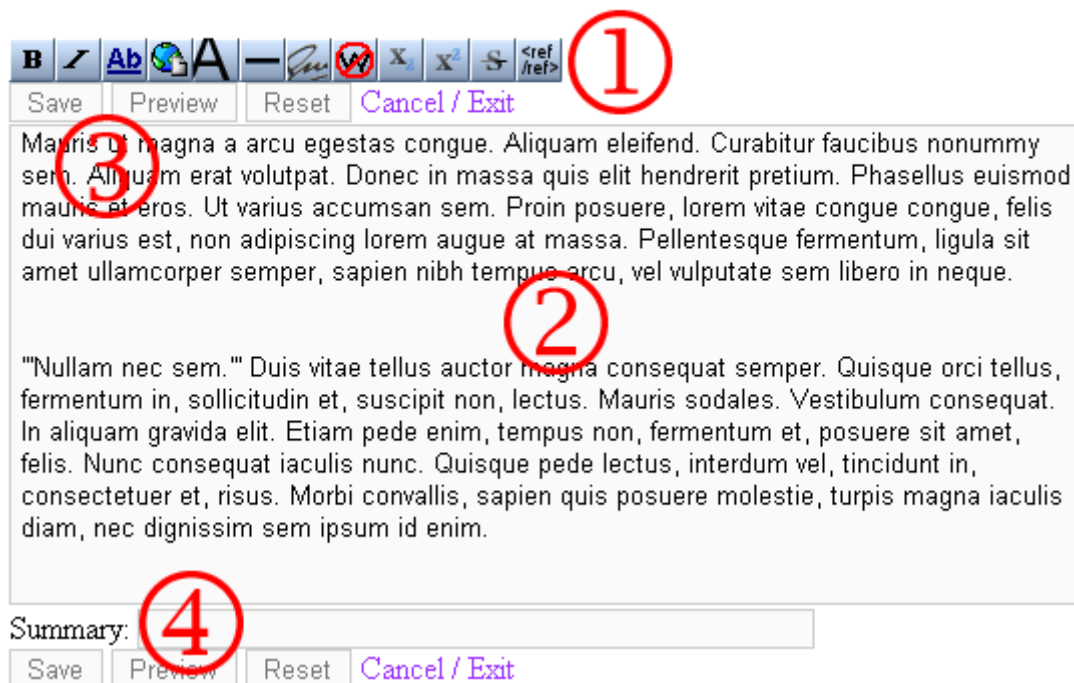 B I Ab A — W X₂ X² S <ref /ref> ①
Save Preview Reset Cancel / Exit
Mauris ut magna a arcu egestas congue. Aliquam eleifend. Curabitur faucibus nonummy
③
sem. Aliquam erat volutpat. Donec in massa quis elit hendrerit pretium. Phasellus euismod
mauris et eros. Ut varius accumsan sem. Proin posuere, lorem vitae congue congue, felis
dui varius est, non adipiscing lorem augue at massa. Pellentesque fermentum, ligula sit
amet ullamcorper semper, sapien nibh tempus arcu, vel vulputate sem libero in neque.
②
'''Nullam nec sem.''' Duis vitae tellus auctor magna consequat semper. Quisque orci tellus,
fermentum in, sollicitudin et, suscipit non, lectus. Mauris sodales. Vestibulum consequat.
In aliquam gravida elit. Etiam pede enim, tempus non, fermentum et, posuere sit amet,
felis. Nunc consequat iaculis nunc. Quisque pede lectus, interdum vel, tincidunt in,
consectetuer et, risus. Morbi convallis, sapien quis posuere molestie, turpis magna iaculis
diam, nec dignissim sem ipsum id enim.
Summary: ④
Save Preview Reset Cancel / Exit